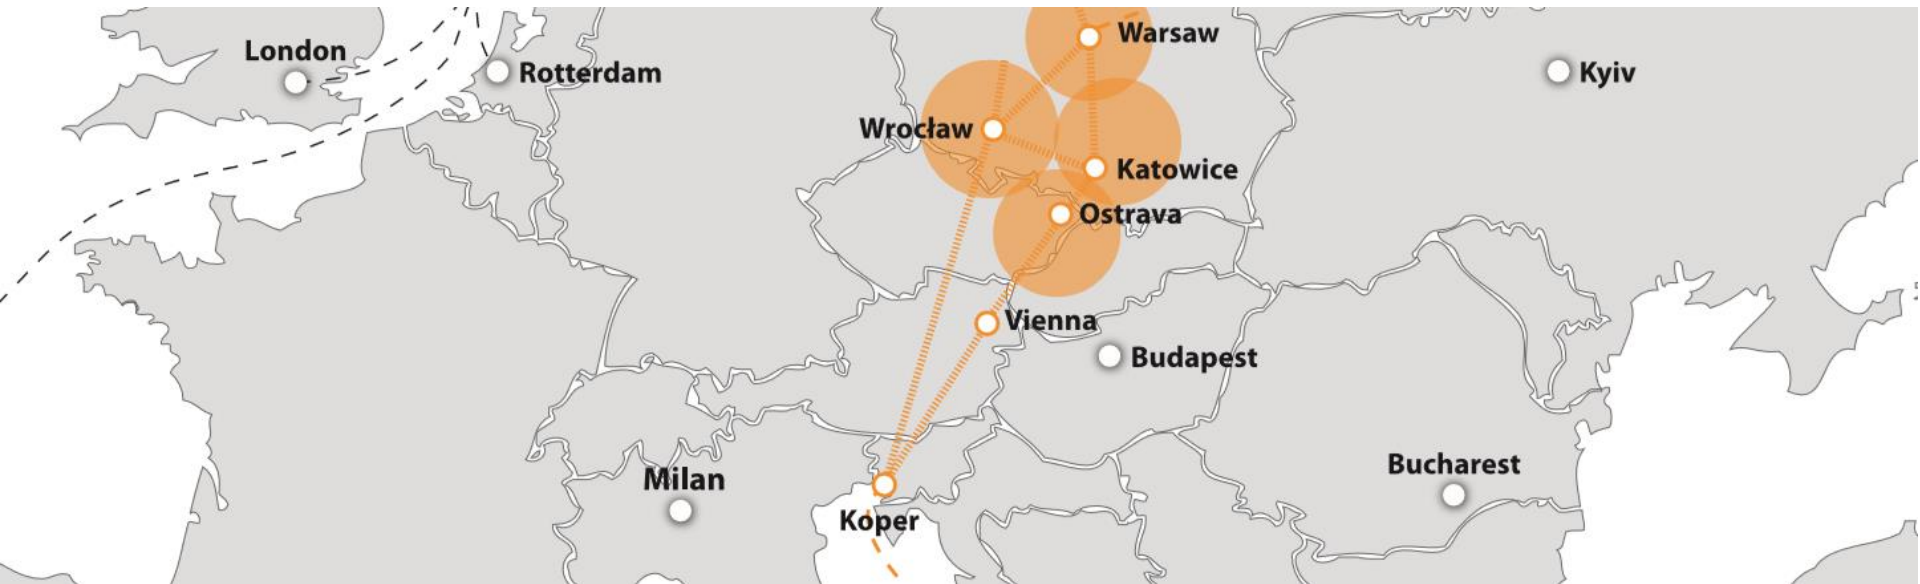 Warsaw
London
Rotterdam
Kyiv
Wrocław
Katowice
Ostrava
Vienna
Budapest
Bucharest
Milan
Koper